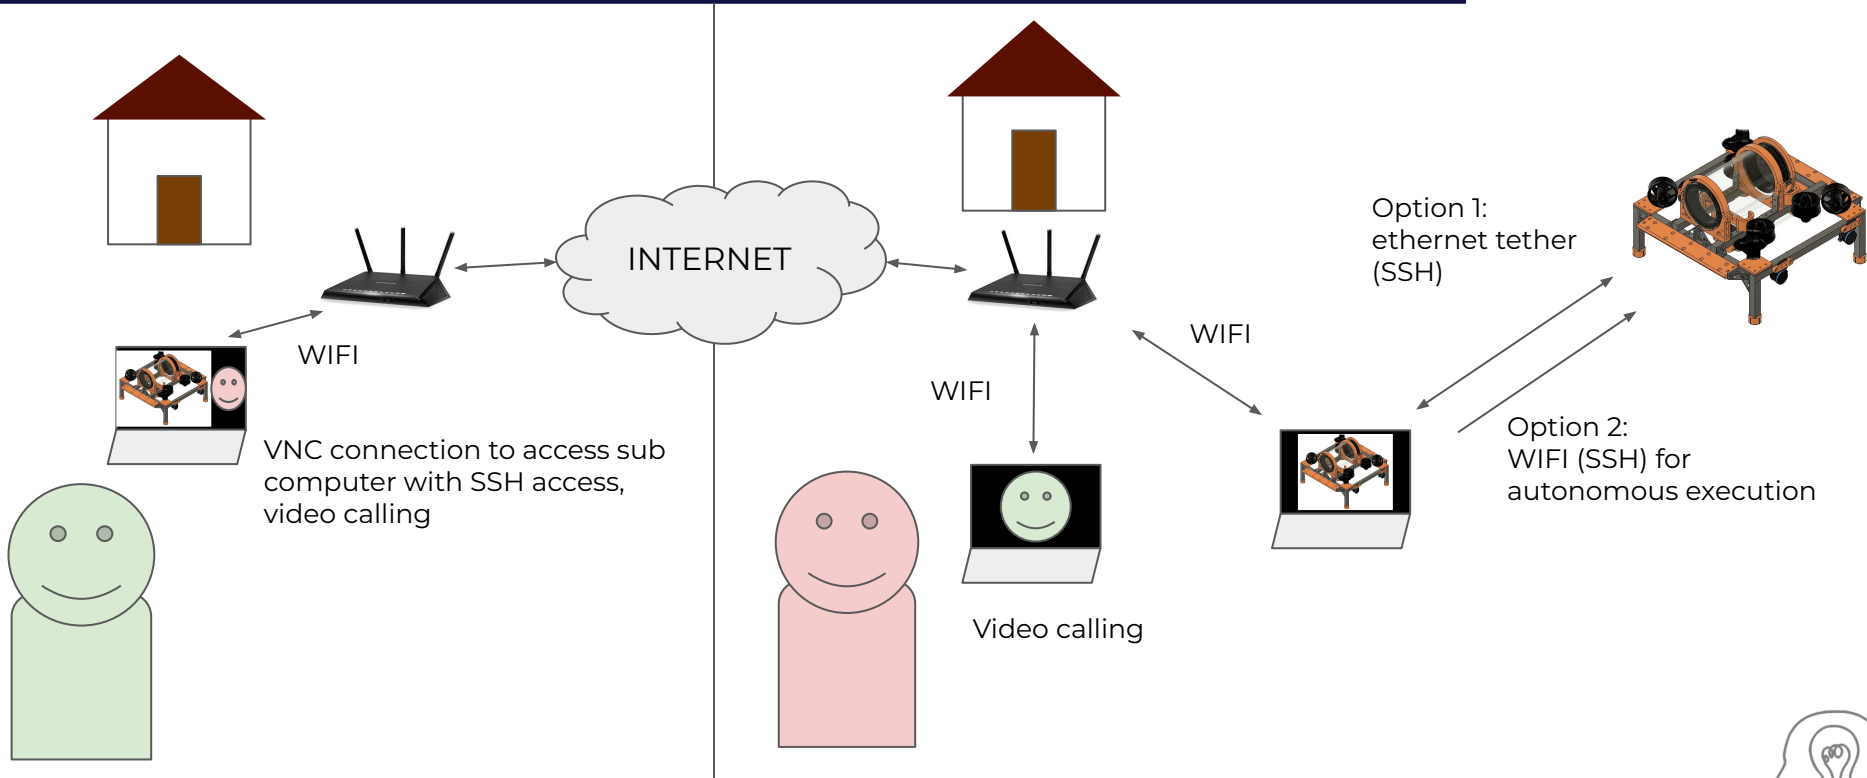 INTERNET
WIFI
VNC connection to access sub
computer with SSH access,
video calling
WIFI
Video calling
WIFI
Option 1:
ethernet tether
(SSH)
Option 2:
WIFI (SSH) for
autonomous execution